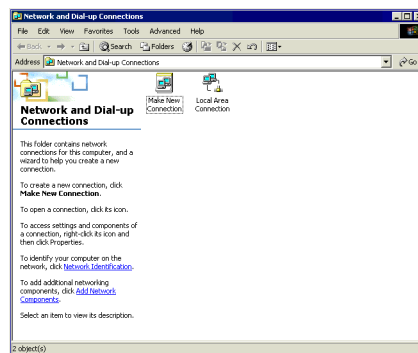 Network and Dial-up Connections
File Edit View Favorites Tools Advanced Help
Back Search Folders
Address Network and Dial-up Connections Go
Network and Dial-up
Connections
This folder contains network
connections for this computer, and a
wizard to help you create a new
connection.
To create a new connection, click
Make New Connection.
To open a connection, click its icon.
To access settings and components of
a connection, right-click its icon and
then click Properties.
To identify your computer on the
network, click Network Identification.
To add additional networking
components, click Add Network
Components.
Select an item to view its description.
Make New
Connection
Local Area
Connection
2 object(s)